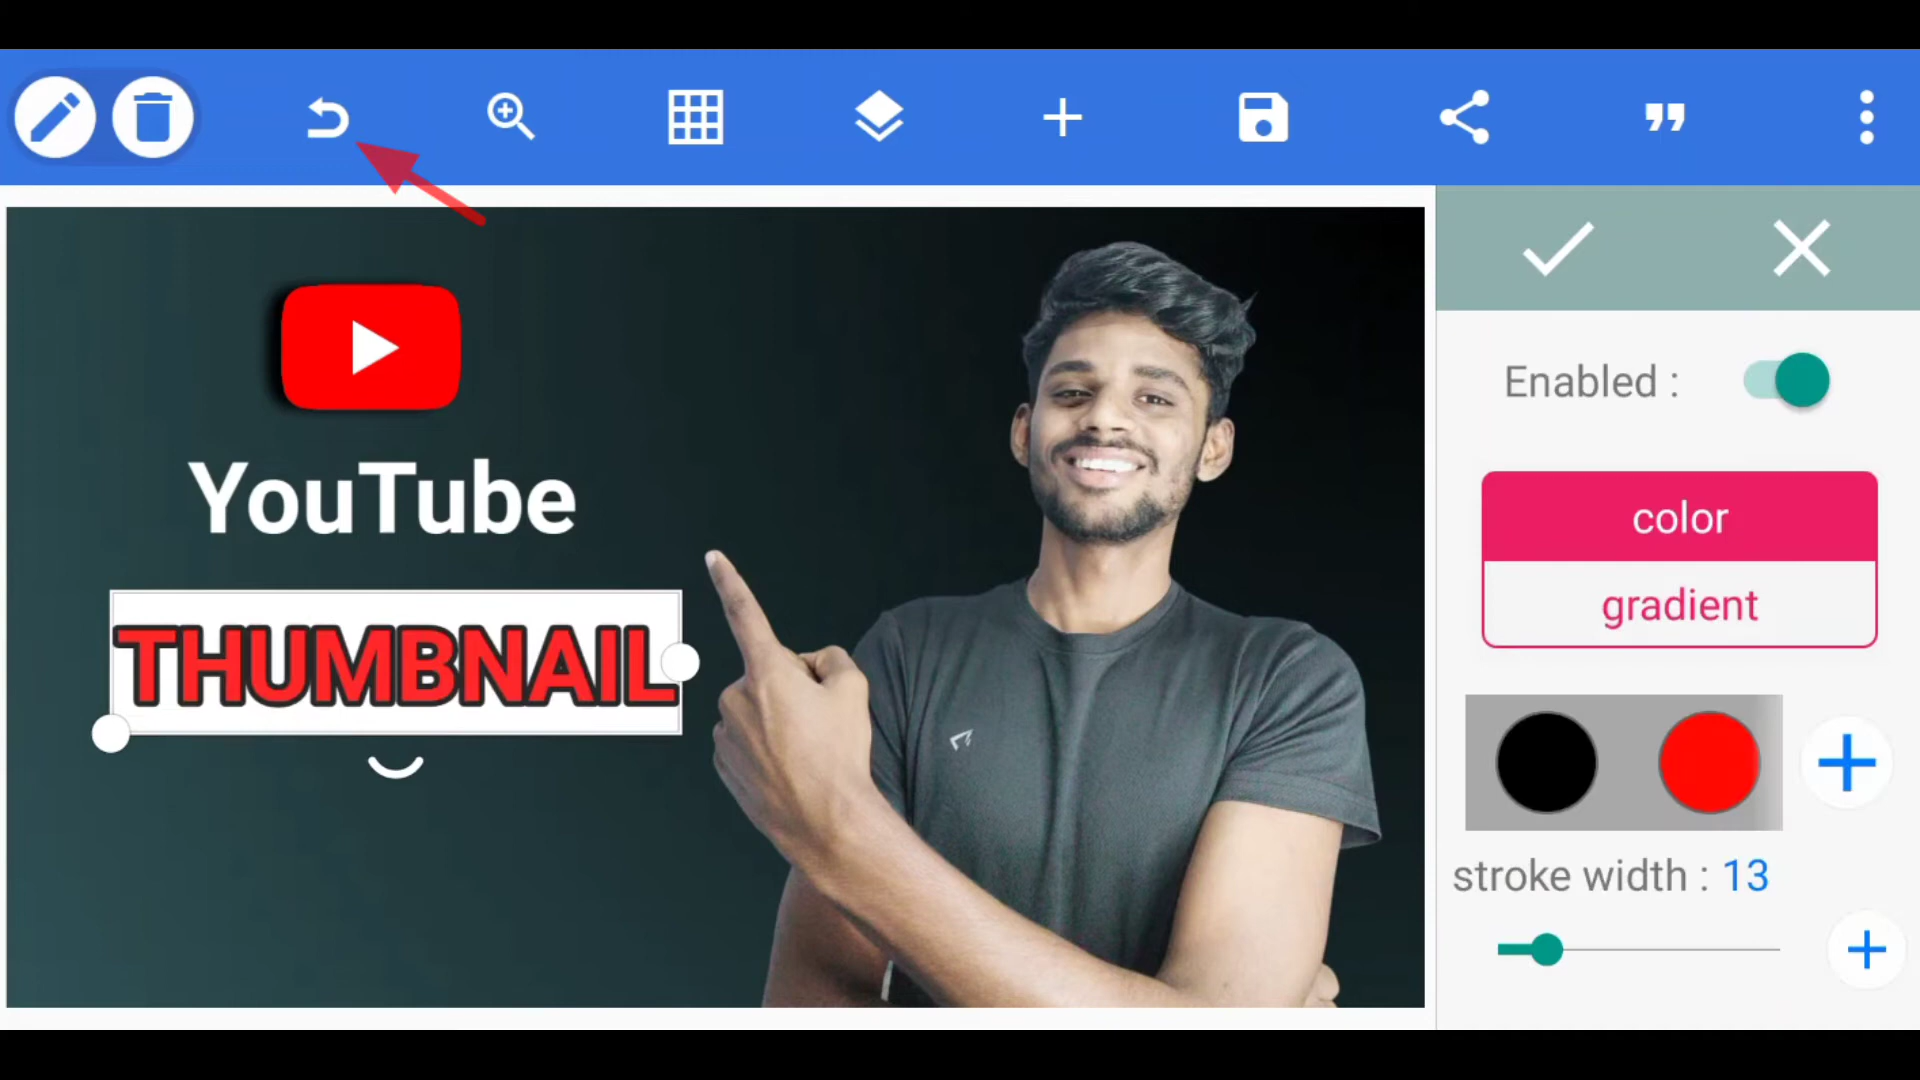 Enabled :
color
gradient
YouTube
THUMBNAIL
stroke width : 13